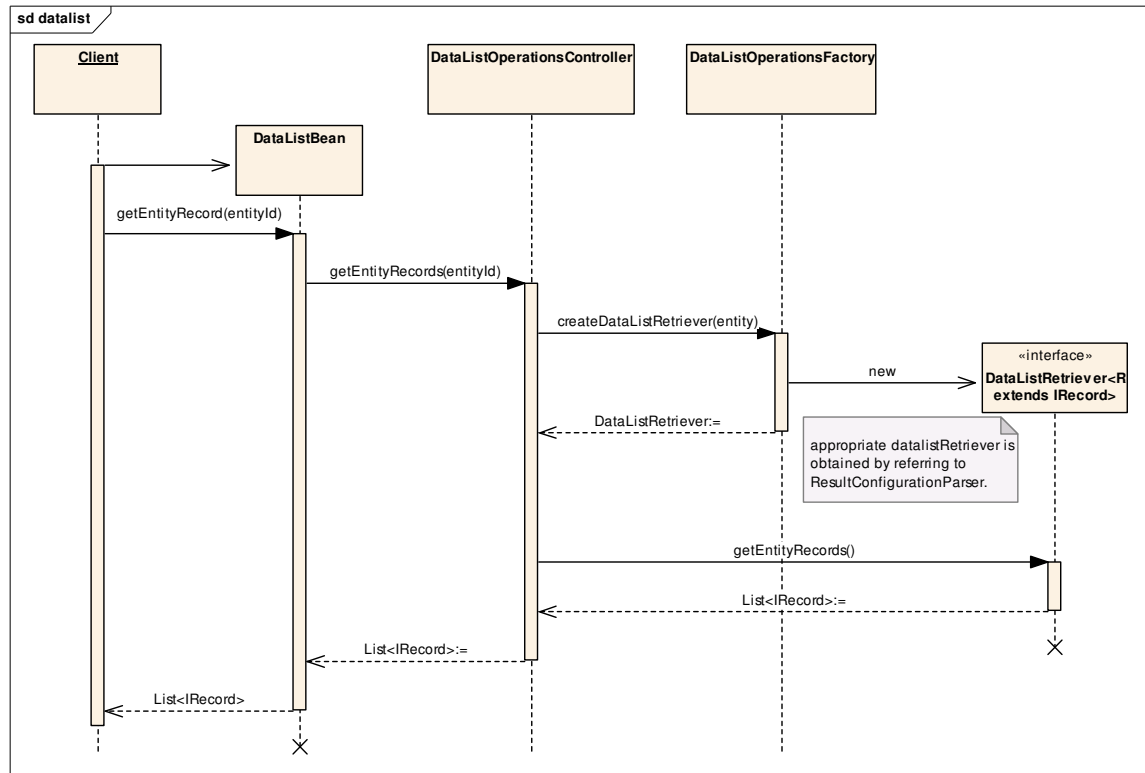 sd datalist
Client
DataListOperationsController
DataListOperationsFactory
DataListBean
getEntityRecord(entityId)
getEntityRecords(entityId)
createDataListRetriever(entity)
«interface»
DataListRetriever<R
extends IRecord>
new
DataListRetriever:=
appropriate datalistRetriever is
obtained by referring to
ResultConfigurationParser.
getEntityRecords()
List<IRecord>:=
List<IRecord>:=
List<IRecord>